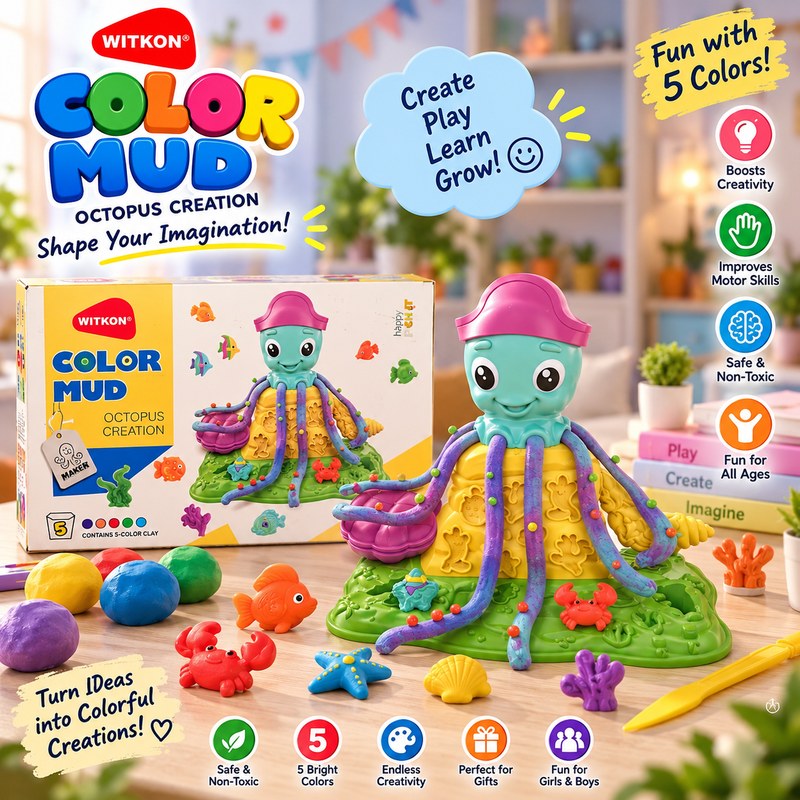 WITKON®
COLOR
MUD
OCTOPUS CREATION
Shape Your Imagination!
Create
Play
Learn
Grow!
Fun with
5 Colors!
Boosts
Creativity
Improves
Motor Skills
Safe &
Non-Toxic
Fun for
All Ages
WITKON®
COLOR
MUD
OCTOPUS
CREATION
MAKER
5
CONTAINS 5-COLOR CLAY
happy
Play
Create
Imagine
Turn IDeas
into Colorful
Creations!
Safe &
Non-Toxic
5
5 Bright
Colors
Endless
Creativity
Perfect for
Gifts
Fun for
Girls & Boys